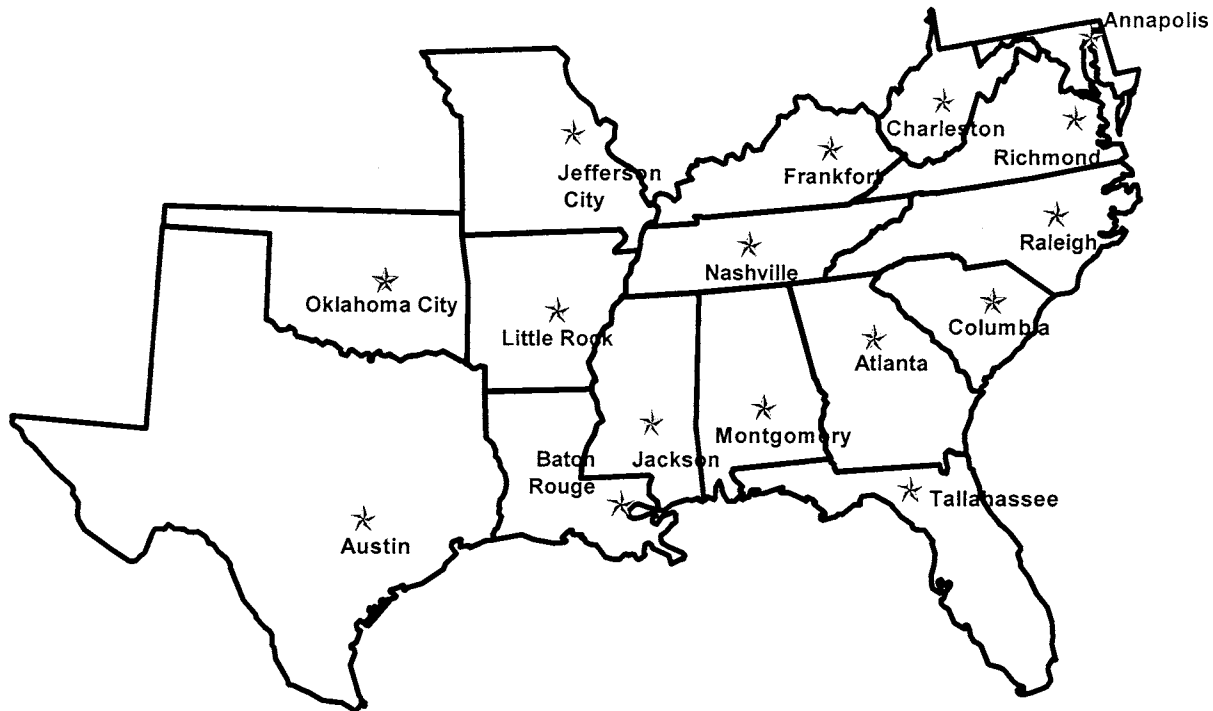 Annapolis
Charleston
Richmond
Jefferson
City
Frankfort
Raleigh
Nashville
Oklahoma City
Little Rock
Columbia
Atlanta
Montgomery
Baton
Rouge
Jackson
Tallahassee
Austin